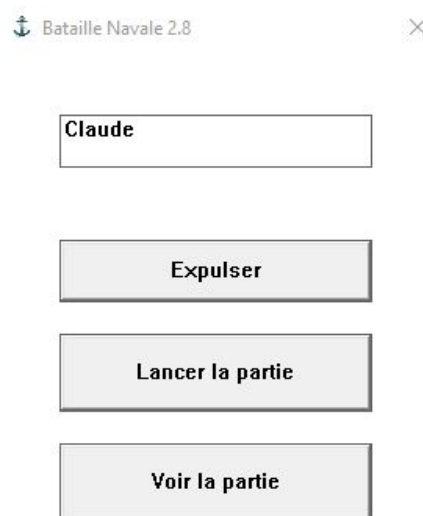 Bataille Navale 2.8
Claude
Expulser
Lancer la partie
Voir la partie